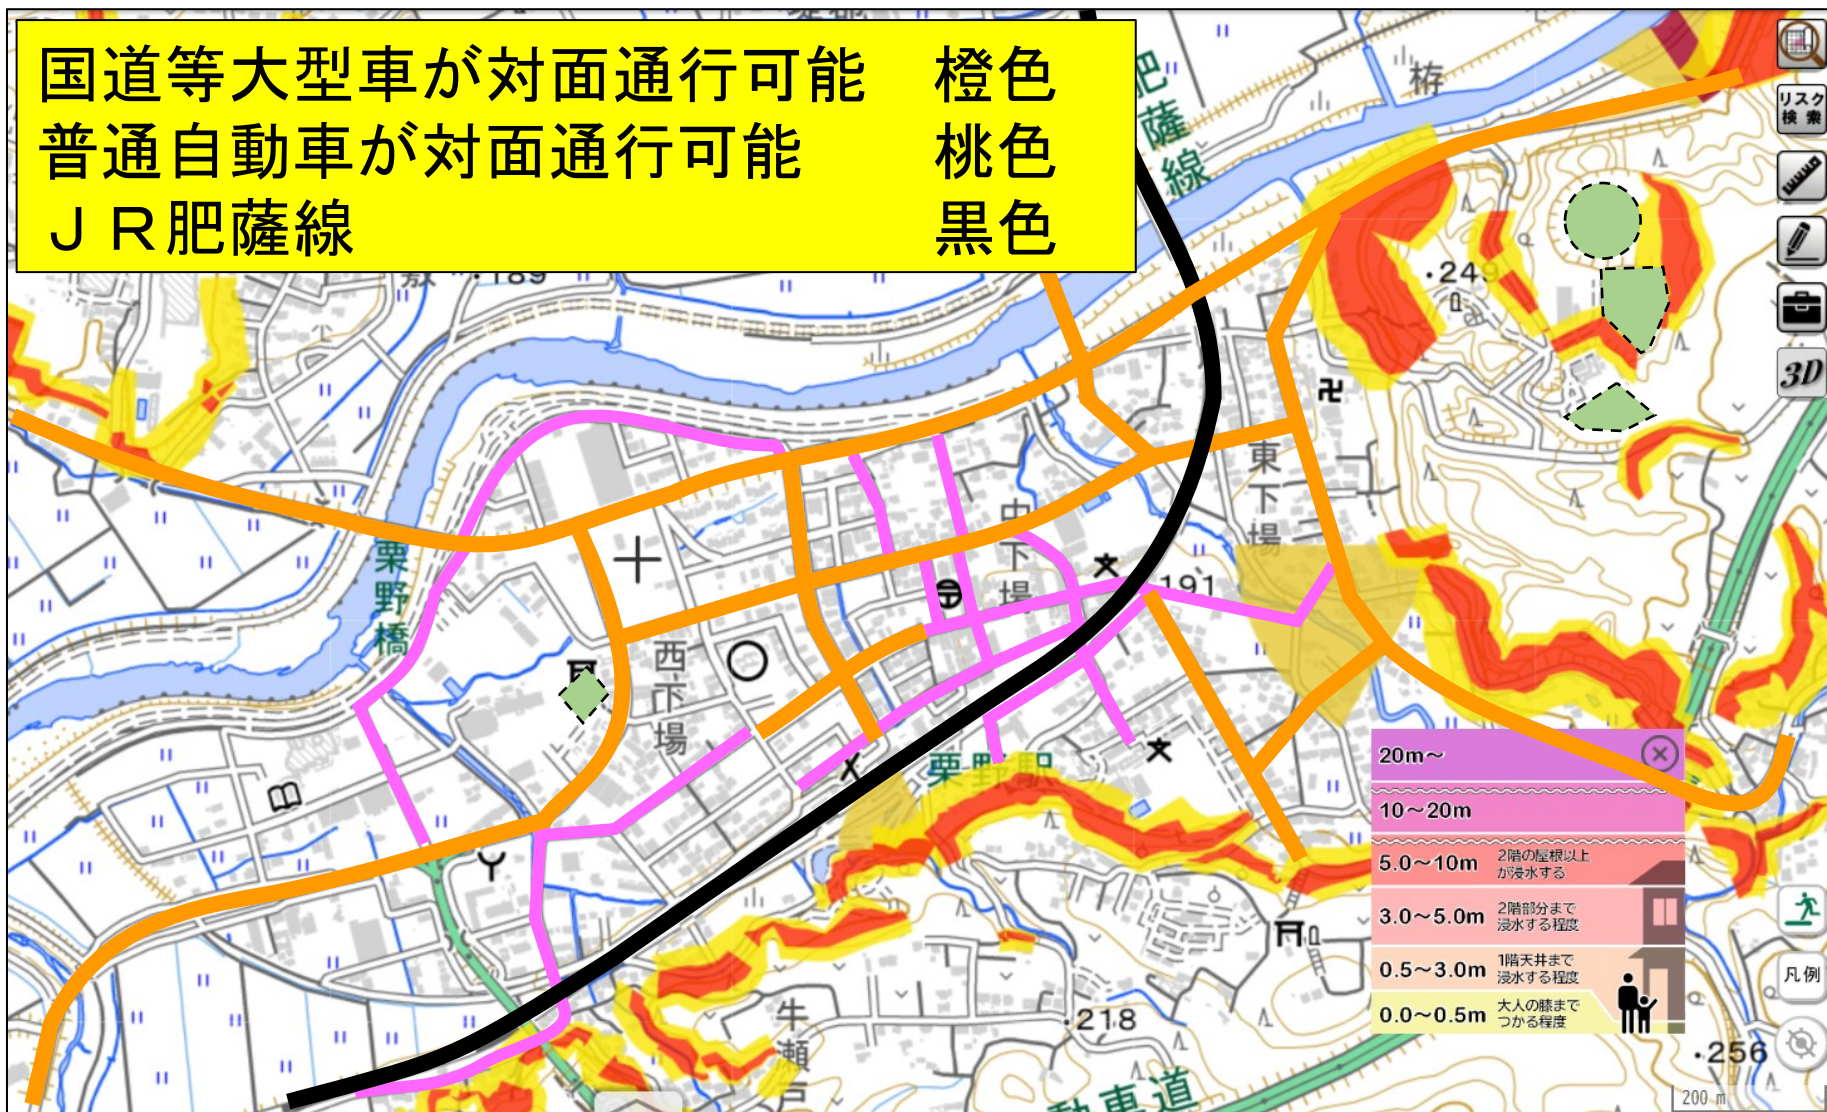 国道等大型車が対面通行可能　橙色
普通自動車が対面通行可能　　桃色
ＪＲ肥薩線　　　　　　　　　黒色
肥薩線
栫
リスク
検索
3D
・189
・249
栗野橋
東下場
中下場
191
西下場
栗野駅
20m～
10～20m
5.0～10m 2階の屋根以上
が浸水する
3.0～5.0m 2階部分まで
浸水する程度
0.5～3.0m 1階天井まで
浸水する程度
0.0～0.5m 大人の膝まで
つかる程度
凡例
牛瀬戸
・218
・256
動車道
200 m